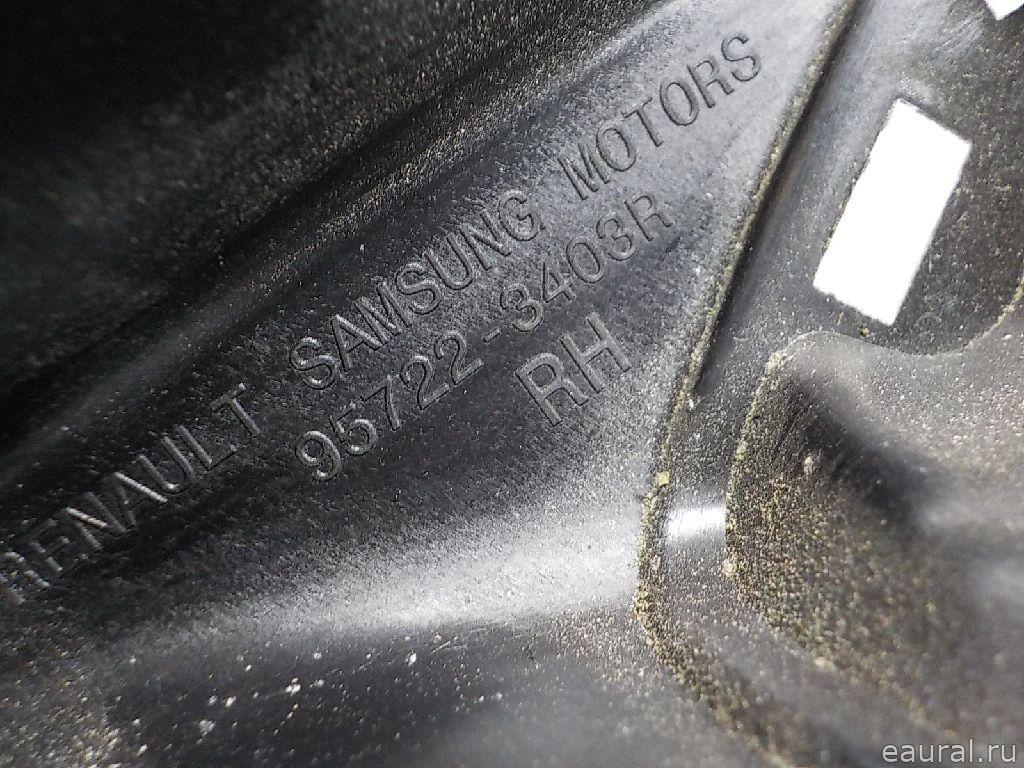 RENAULT SAMSUNG MOTORS
95722-3403R
RH
eaural.ru